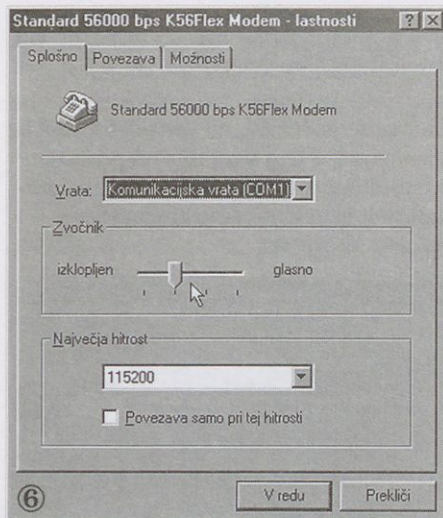 Standard 56000 bps K56Flex Modem - lastnosti
Splošno Povezava Možnosti
Standard 56000 bps K56Flex Modem
Vrata: Komunikacijska vrata (COM1)
Zvočnik
izklopljen glasno
Največja hitrost
115200
Povezava samo pri tej hitrosti
6
V redu Prekliči